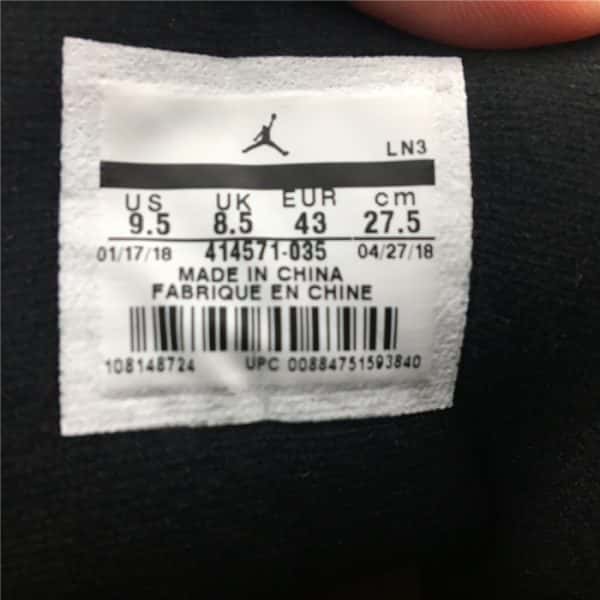 LN3
US UK EUR cm
9.5 8.5 43 27.5
01/17/18 414571-035 04/27/18
MADE IN CHINA
FABRIQUE EN CHINE
108148724 UPC 00884751593840